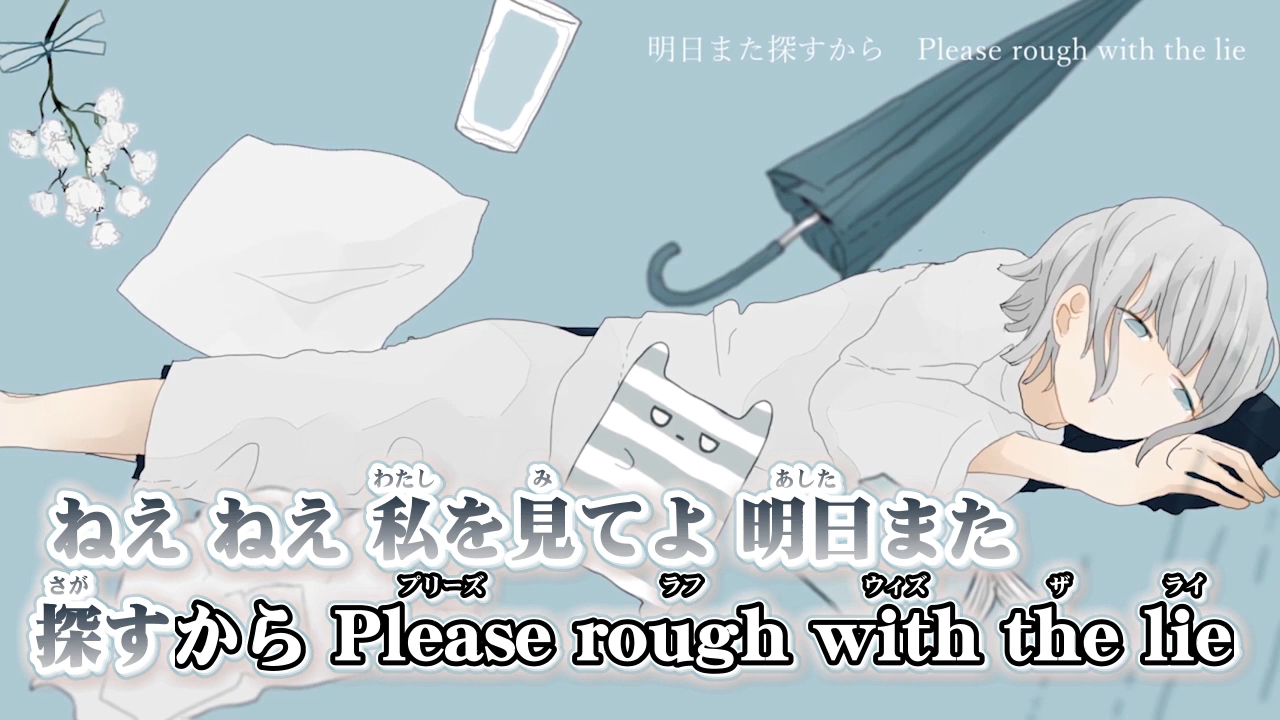 明日また探すから　Please rough with the lie
わたし み あした
ねえ ねえ 私を見てよ 明日また
さが プリーズ ラフ ウィズ ザ ライ
探すから Please rough with the lie